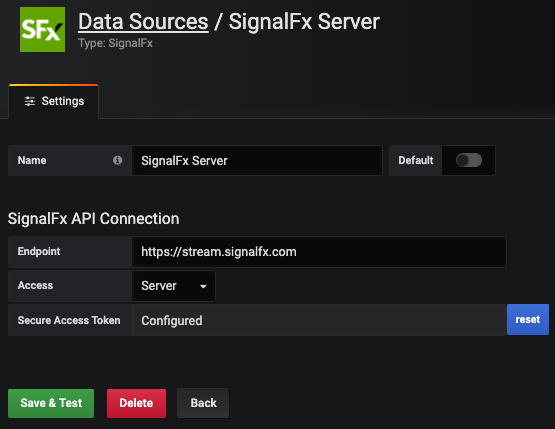 SFx
Data Sources / SignalFx Server
Type: SignalFx
Settings
Name
SignalFx Server
Default
SignalFx API Connection
Endpoint
https://stream.signalfx.com
Access
Server
Secure Access Token
Configured
reset
Save & Test
Delete
Back